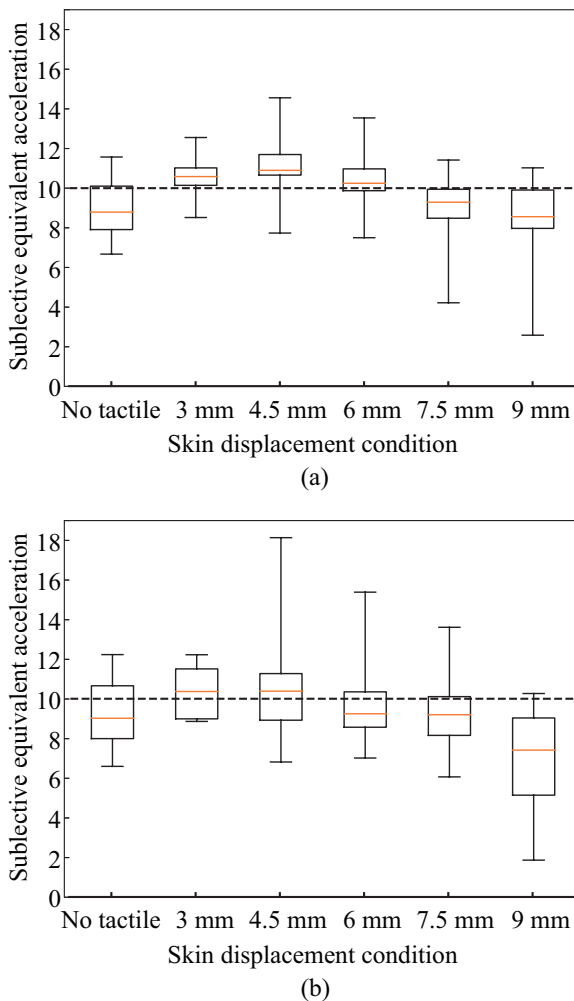 18
16
14
12
10
8
6
4
2
0
Sublective equivalent acceleration
No tactile 3 mm 4.5 mm 6 mm 7.5 mm 9 mm
Skin displacement condition
(a)
18
16
14
12
10
8
6
4
2
0
Sublective equivalent acceleration
No tactile 3 mm 4.5 mm 6 mm 7.5 mm 9 mm
Skin displacement condition
(b)